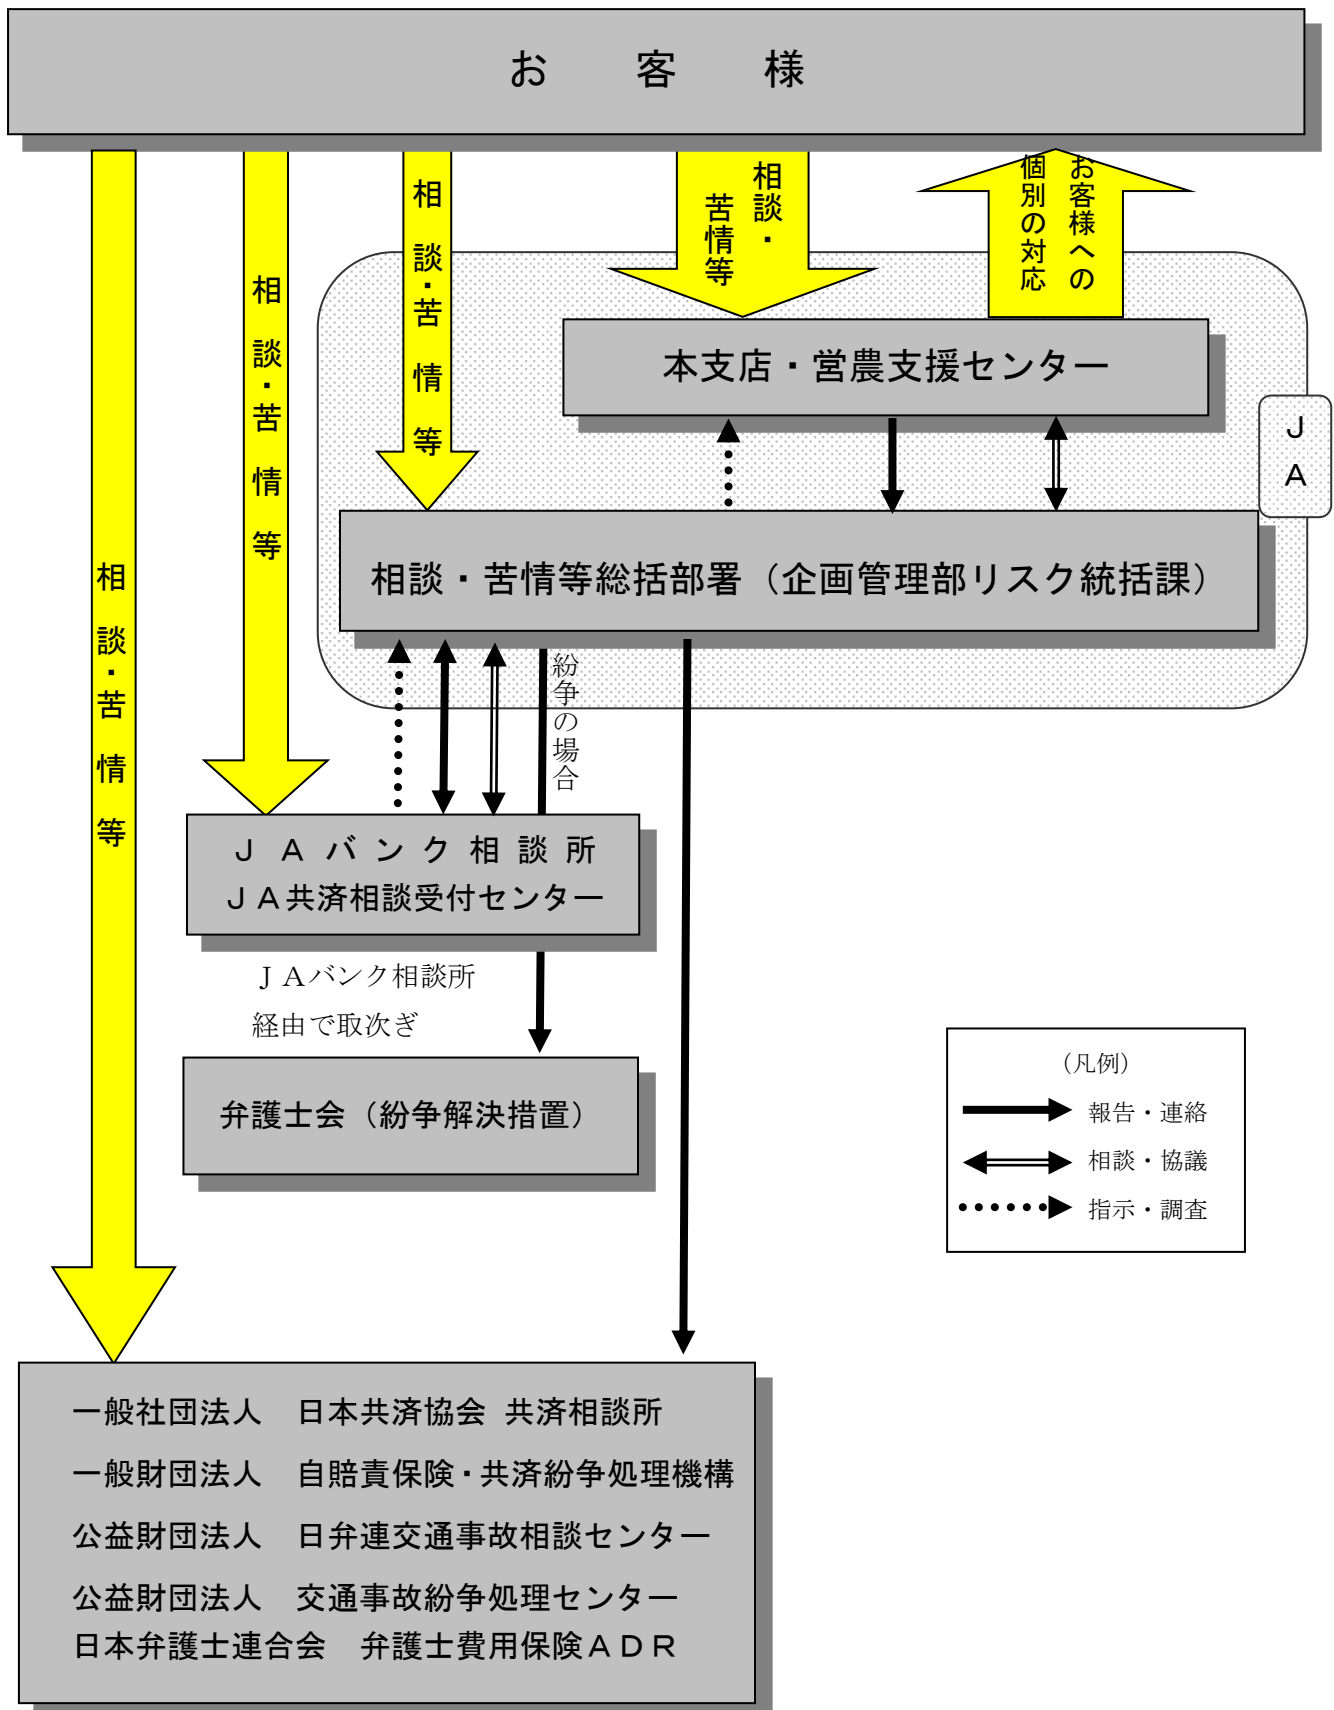 お　客　様
相談・苦情等
相談・苦情等
相談・苦情等
相談・
苦情等
お客様への
個別の対応
本支店・営農支援センター
ＪＡ
相談・苦情等総括部署（企画管理部リスク統括課）
紛争の場合
ＪＡバンク相談所
ＪＡ共済相談受付センター
ＪＡバンク相談所
経由で取次ぎ
弁護士会（紛争解決措置）
（凡例）
報告・連絡
相談・協議
指示・調査
一般社団法人　日本共済協会 共済相談所
一般財団法人　自賠責保険・共済紛争処理機構
公益財団法人　日弁連交通事故相談センター
公益財団法人　交通事故紛争処理センター
日本弁護士連合会　弁護士費用保険ＡＤＲ